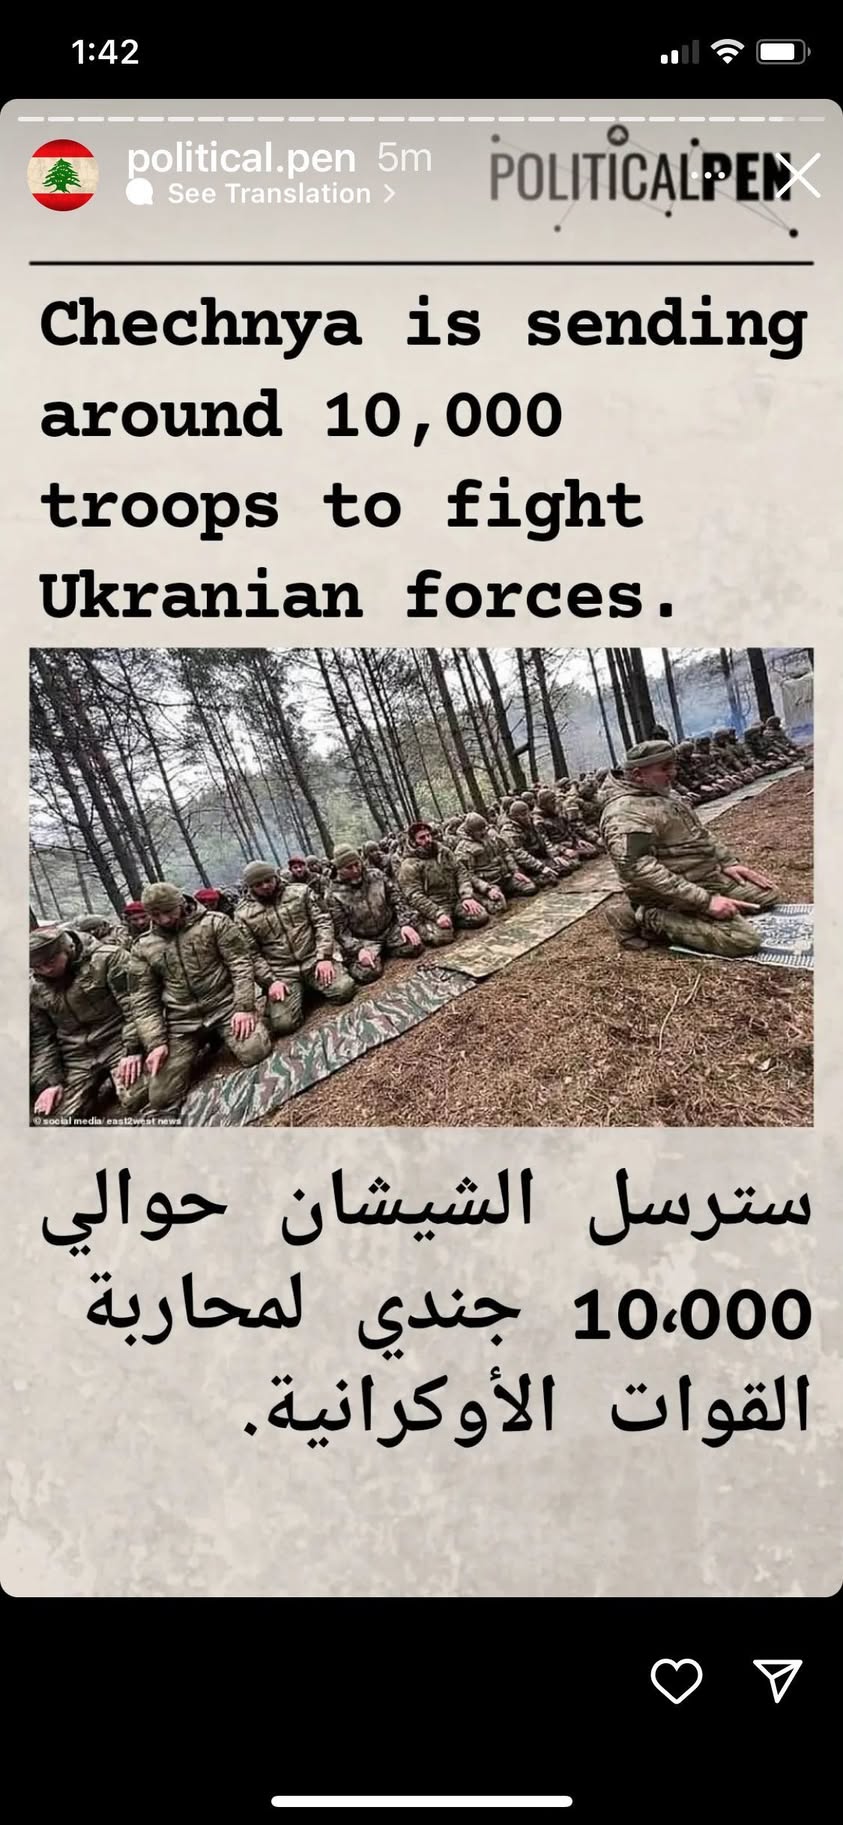 1:42
political.pen 5m
See Translation >
POLITICALPEN
Chechnya is sending
around 10,000
troops to fight
Ukranian forces.
© social media/ east2west news
سترسل الشيشان حوالي
10،000 جندي لمحاربة
القوات الأوكرانية.